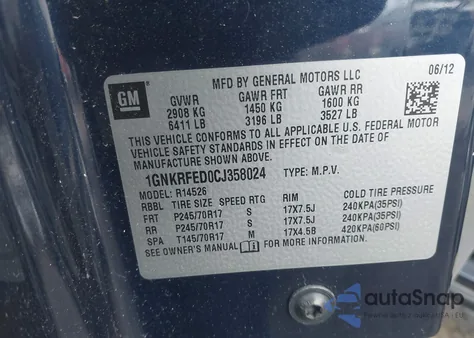 06/12
MFD BY GENERAL MOTORS LLC
GM
GVWR GAWR FRT GAWR RR
2908 KG 1450 KG 1600 KG
6411 LB 3196 LB 3527 LB
THIS VEHICLE CONFORMS TO ALL APPLICABLE U.S. FEDERAL MOTOR
VEHICLE SAFETY AND THEFT PREVENTION STANDARDS IN EFFECT ON THE
DATE OF MANUFACTURE SHOWN ABOVE.
1GNKRFED0CJ358024 TYPE: M.P.V.
MODEL: R14526
RBBL TIRE SIZE SPEED RTG RIM COLD TIRE PRESSURE
FRT P245/70R17 S 17X7.5J 240KPA(35PSI)
RR P245/70R17 S 17X7.5J 240KPA(35PSI)
SPA T145/70R17 M 17X4.5B 420KPA(60PSI)
SEE OWNER'S MANUAL FOR MORE INFORMATION.
autoSnap